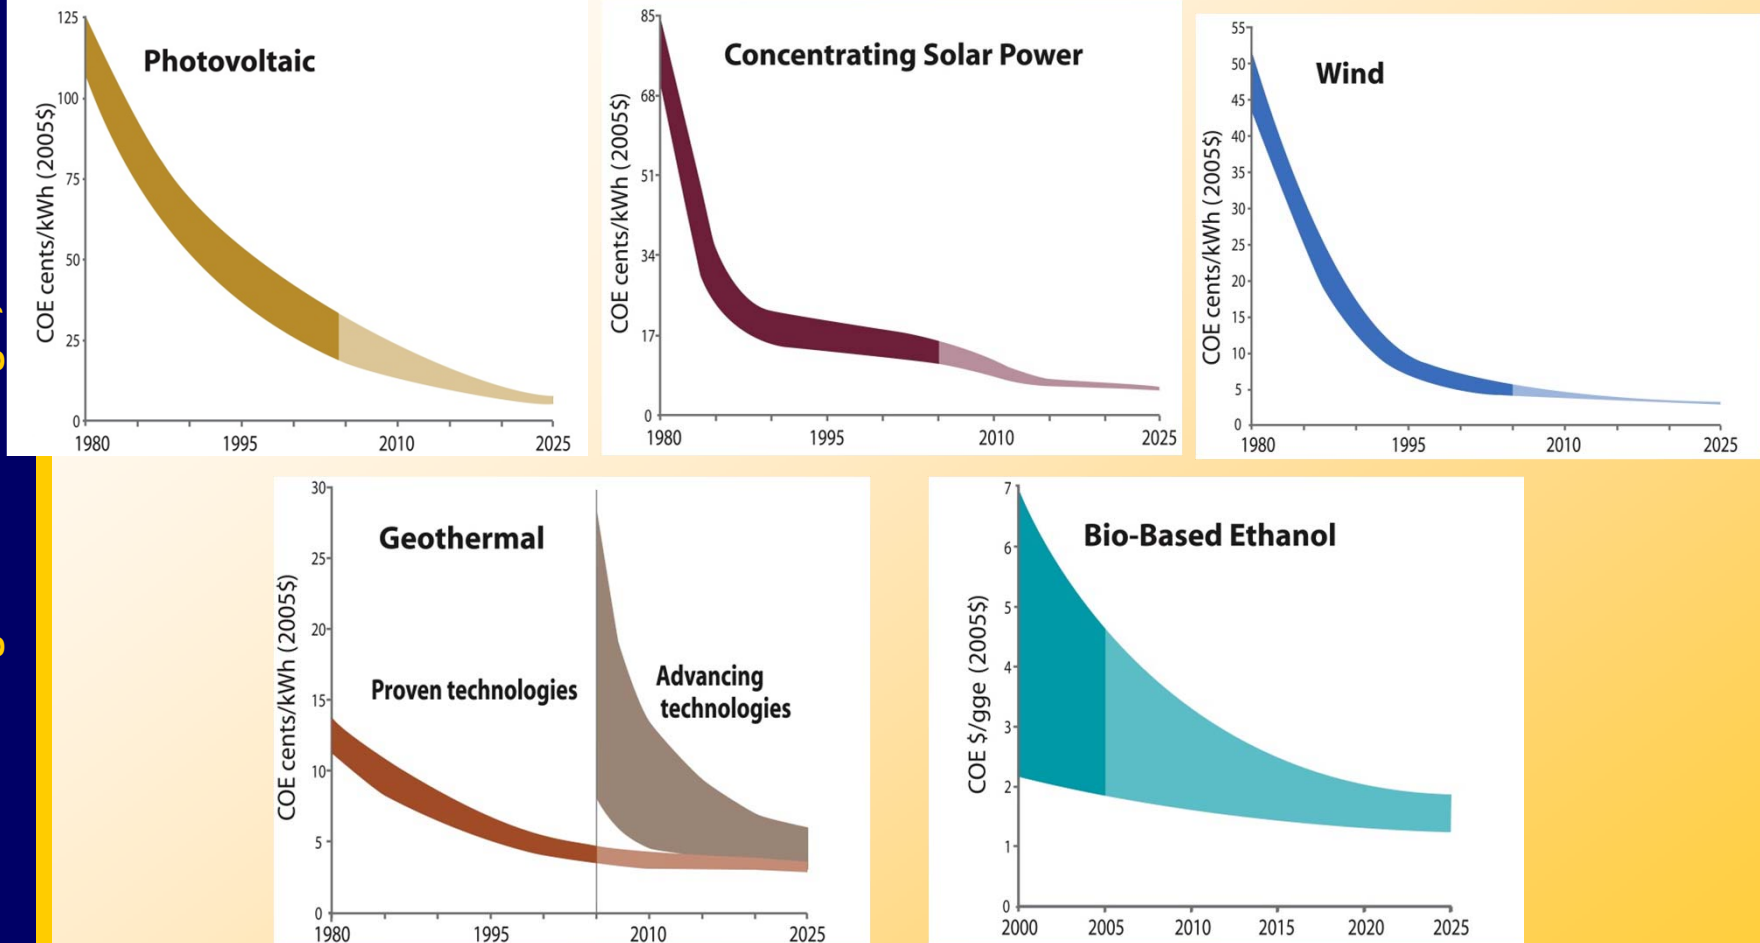 Photovoltaic
COE cents/kWh (2005$)
125
100
75
50
25
0
1980 1995 2010 2025
Concentrating Solar Power
COE cents/kWh (2005$)
85
68
51
34
17
0
1980 1995 2010 2025
Wind
COE cents/kWh (2005$)
55
50
45
40
35
30
25
20
15
10
5
0
1980 1995 2010 2025
Geothermal
COE cents/kWh (2005$)
30
25
20
15
10
5
0
Proven technologies
Advancing
technologies
1980 1995 2010 2025
Bio-Based Ethanol
COE $/gge (2005$)
7
6
5
4
3
2
1
0
2000 2005 2010 2015 2020 2025